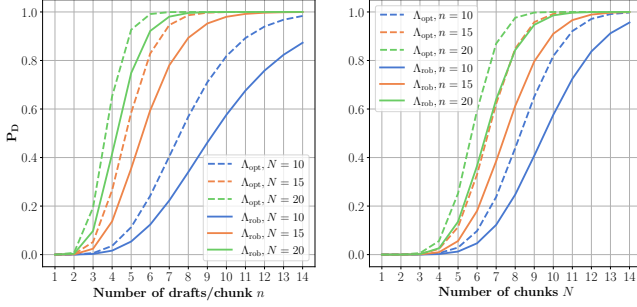 P_D
1.0
0.8
0.6
0.4
0.2
0.0
Λ_opt, N = 10
Λ_opt, N = 15
Λ_opt, N = 20
Λ_rob, N = 10
Λ_rob, N = 15
Λ_rob, N = 20
1 2 3 4 5 6 7 8 9 10 11 12 13 14
Number of drafts/chunk n
1.0
0.8
0.6
0.4
0.2
0.0
Λ_opt, n = 10
Λ_opt, n = 15
Λ_opt, n = 20
Λ_rob, n = 10
Λ_rob, n = 15
Λ_rob, n = 20
1 2 3 4 5 6 7 8 9 10 11 12 13 14
Number of chunks N